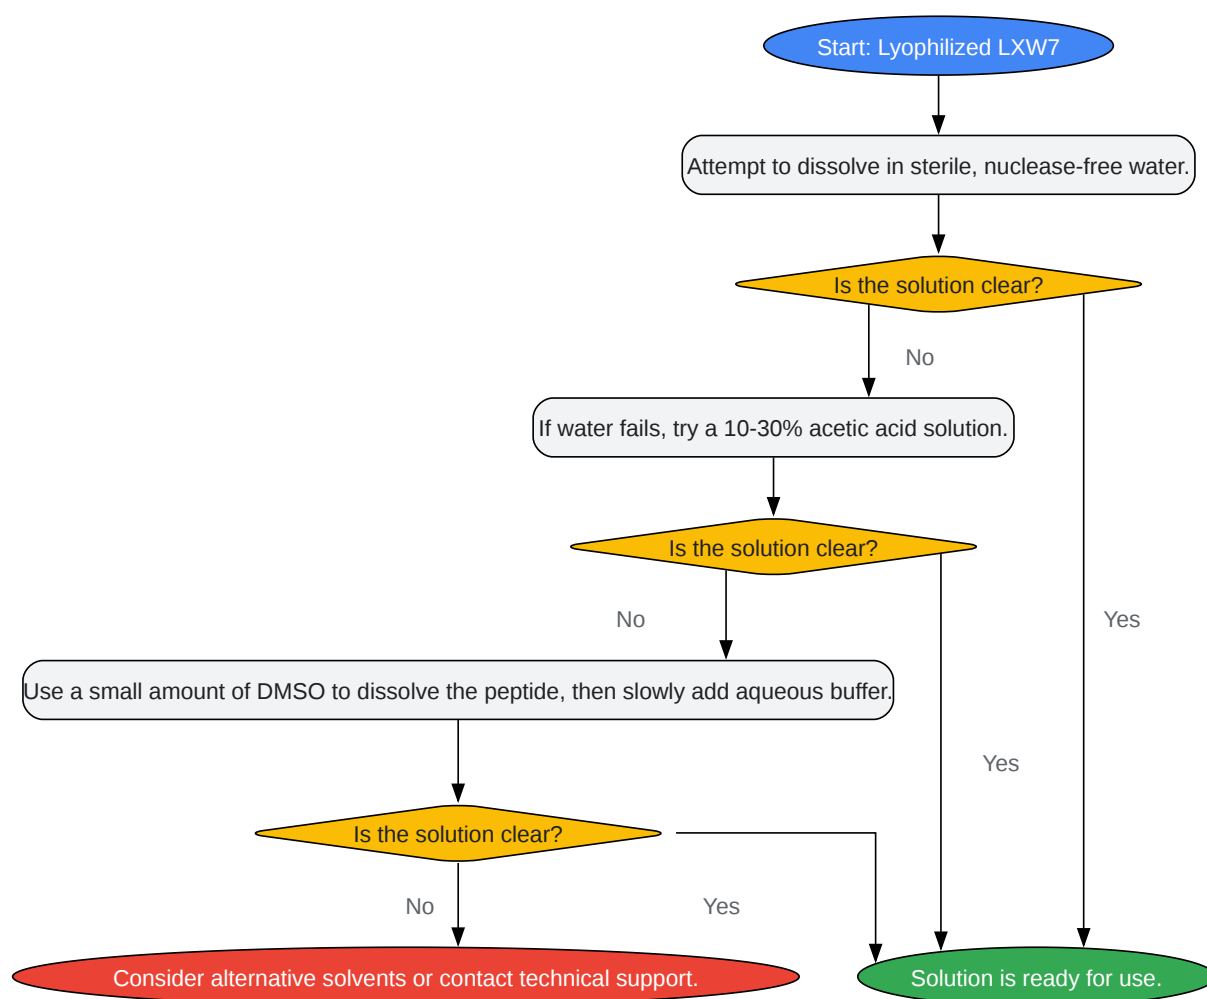 Start: Lyophilized LXW7
Attempt to dissolve in sterile, nuclease-free water.
Is the solution clear?
No
If water fails, try a 10-30% acetic acid solution.
Is the solution clear?
No
Yes
Use a small amount of DMSO to dissolve the peptide, then slowly add aqueous buffer.
Yes
Is the solution clear?
No
Yes
Consider alternative solvents or contact technical support.
Solution is ready for use.